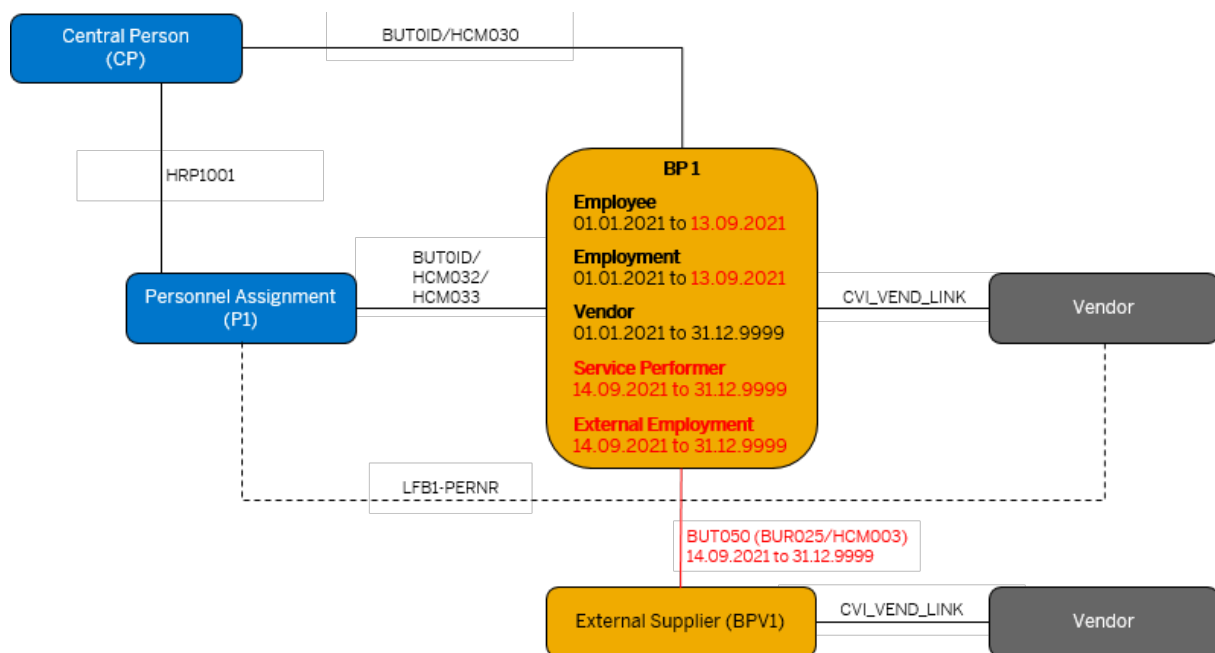 Central Person
(CP)
BUT0ID/HCM030
HRP1001
BP1
Employee
01.01.2021 to 13.09.2021
Employment
01.01.2021 to 13.09.2021
Vendor
01.01.2021 to 31.12.9999
Service Performer
14.09.2021 to 31.12.9999
External Employment
14.09.2021 to 31.12.9999
BUT0ID/
HCM032/
HCM033
Personnel Assignment
(P1)
CVI_VEND_LINK
Vendor
LFB1-PERNR
BUT050 (BUR025/HCM003)
14.09.2021 to 31.12.9999
External Supplier (BPV1)
CVI_VEND_LINK
Vendor